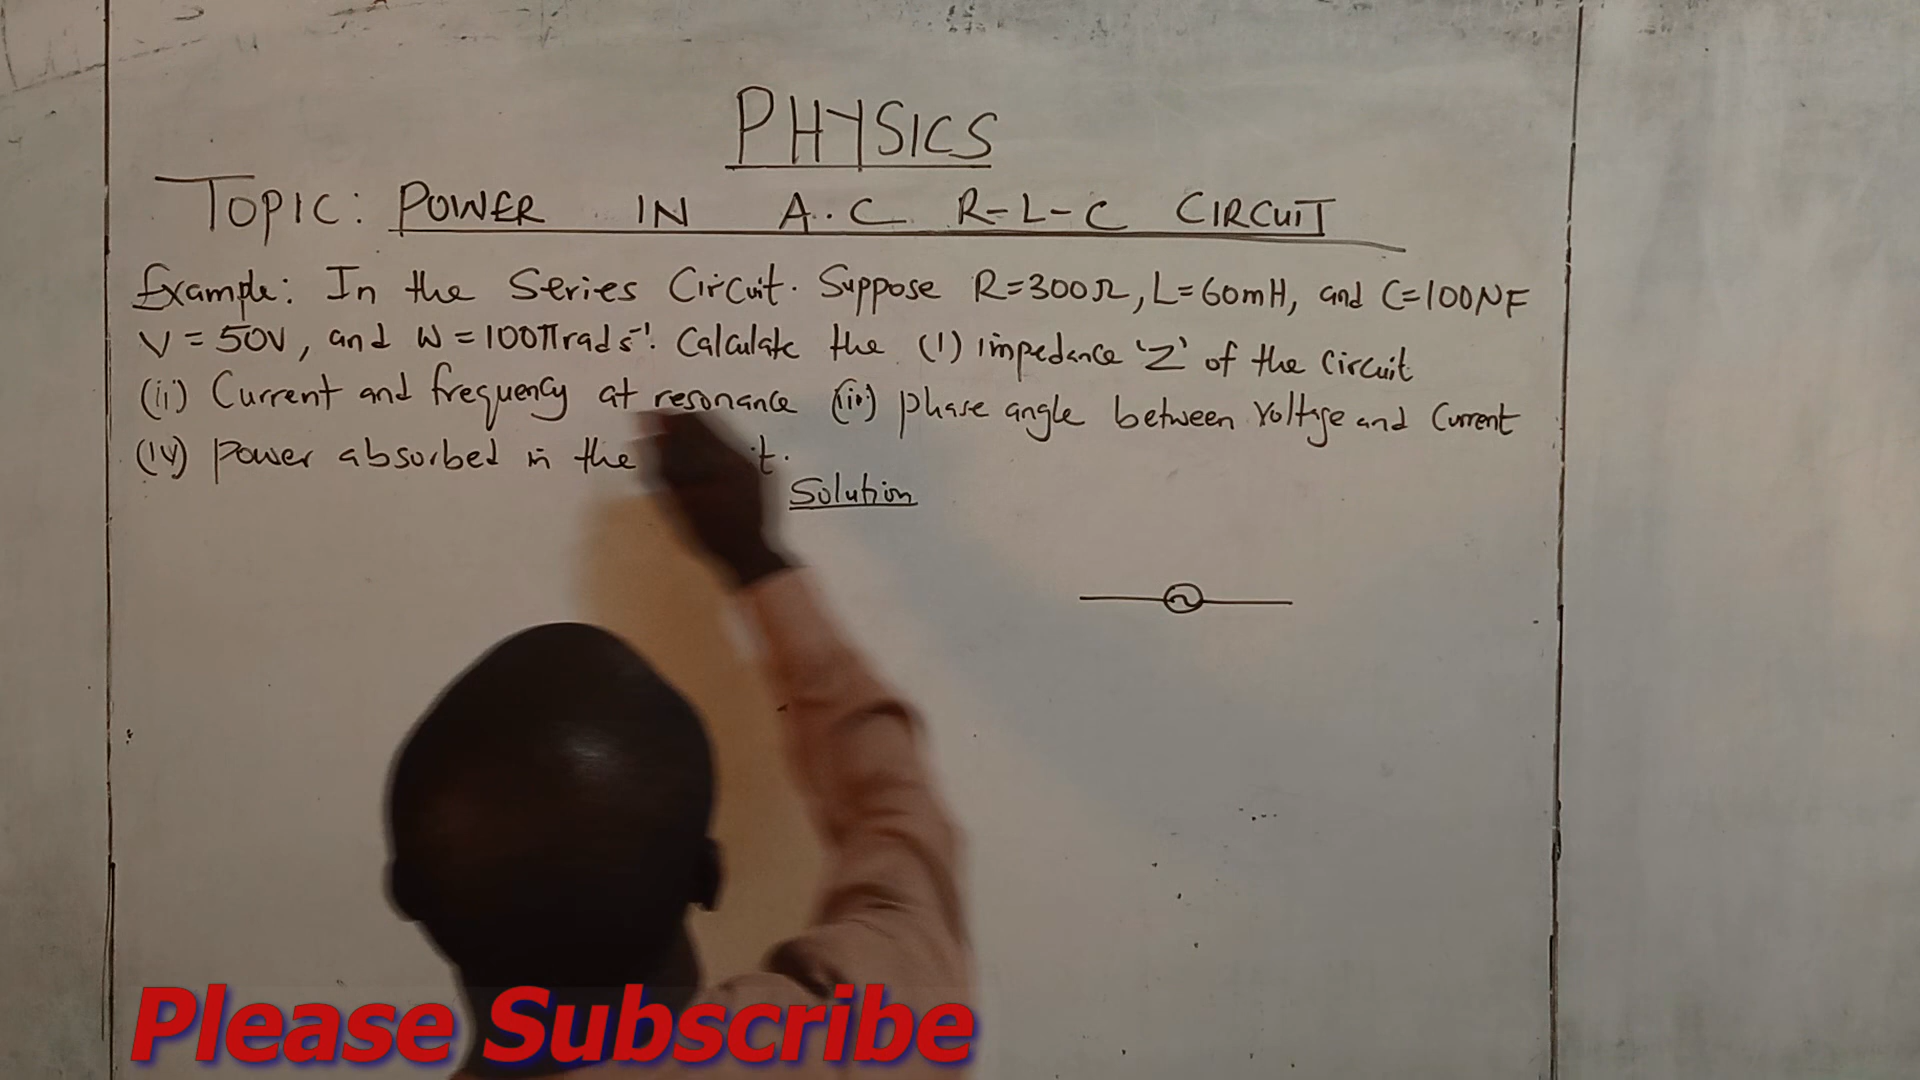 PHYSICS
TOPIC: POWER IN A.C R-L-C CIRCUIT
Example: In the Series Circuit. Suppose R=300Ω, L=60mH, and C=100NF
V=50V, and W=100πrads⁻¹. Calculate the (1) impedance 'Z' of the Circuit
(ii) Current and frequency at resonance (iii) phase angle between Voltage and Current
(iv) power absorbed in the
Solution
Please Subscribe